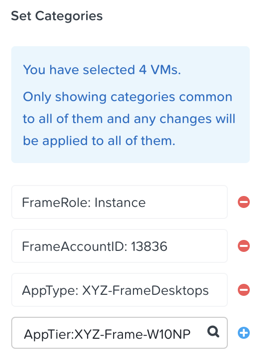 Set Categories
You have selected 4 VMs.
Only showing categories common
to all of them and any changes will
be applied to all of them.
FrameRole: Instance
FrameAccountID: 13836
AppType: XYZ-FrameDesktops
AppTier:XYZ-Frame-W10NP